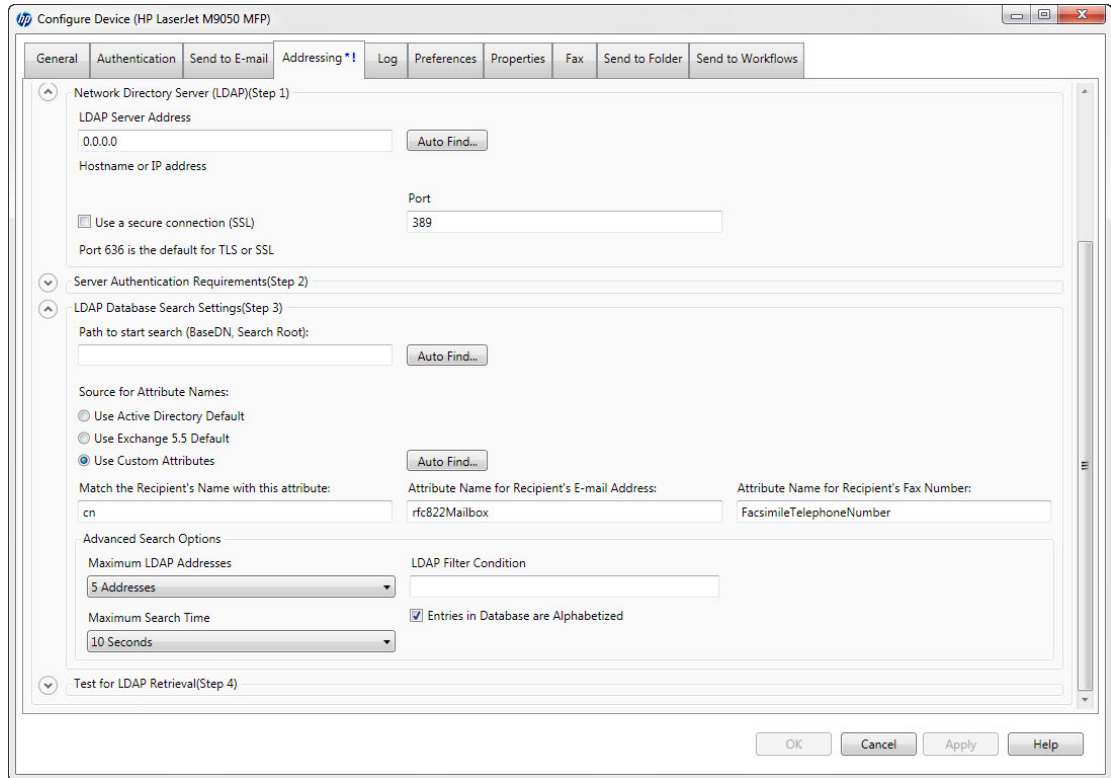 hp Configure Device (HP LaserJet M9050 MFP)
General Authentication Send to E-mail Addressing *! Log Preferences Properties Fax Send to Folder Send to Workflows
Network Directory Server (LDAP)(Step 1)
LDAP Server Address
0.0.0.0 Auto Find...
Hostname or IP address
Port
Use a secure connection (SSL) 389
Port 636 is the default for TLS or SSL
Server Authentication Requirements(Step 2)
LDAP Database Search Settings(Step 3)
Path to start search (BaseDN, Search Root):
Auto Find...
Source for Attribute Names:
Use Active Directory Default
Use Exchange 5.5 Default
Use Custom Attributes Auto Find...
Match the Recipient's Name with this attribute: Attribute Name for Recipient's E-mail Address: Attribute Name for Recipient's Fax Number:
cn rfc822Mailbox FacsimileTelephoneNumber
Advanced Search Options
Maximum LDAP Addresses LDAP Filter Condition
5 Addresses
Maximum Search Time Entries in Database are Alphabetized
10 Seconds
Test for LDAP Retrieval(Step 4)
OK Cancel Apply Help